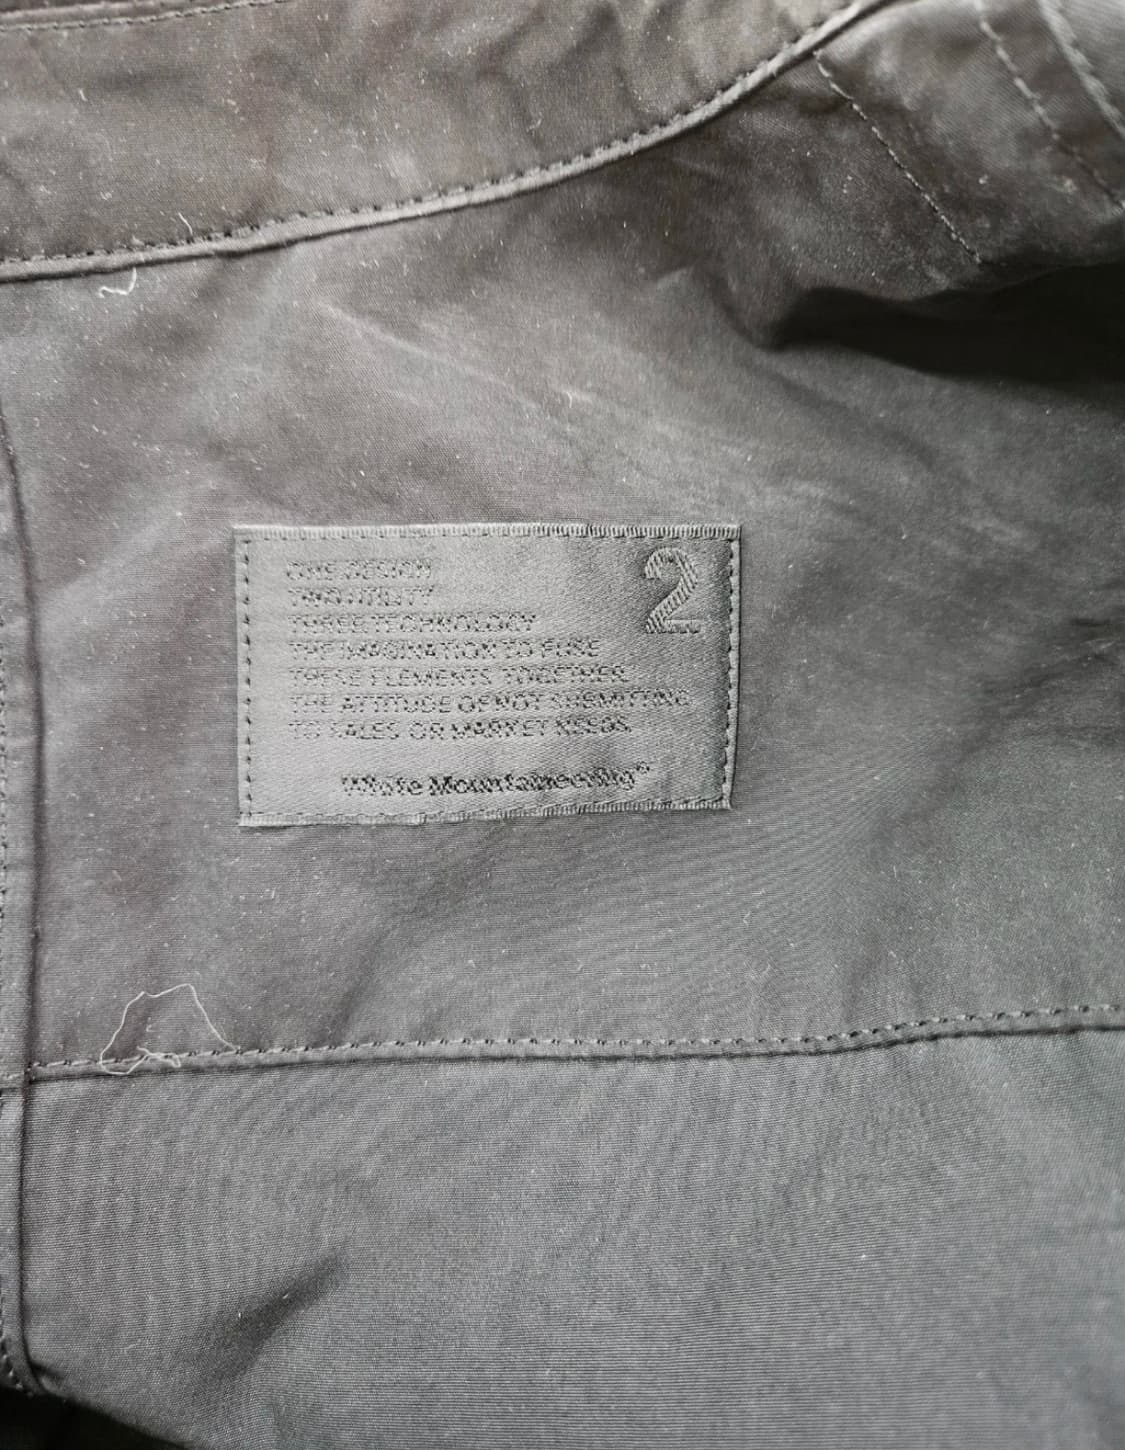 2
ONE DESIGN
TWO UTILITY
THREE TECHNOLOGY
THE IMAGINATION TO FUSE
THESE ELEMENTS TOGETHER
THE ATTITUDE OF NOT SUBMITTING
TO SALES OR MARKET NEEDS.
White Mountaineering®